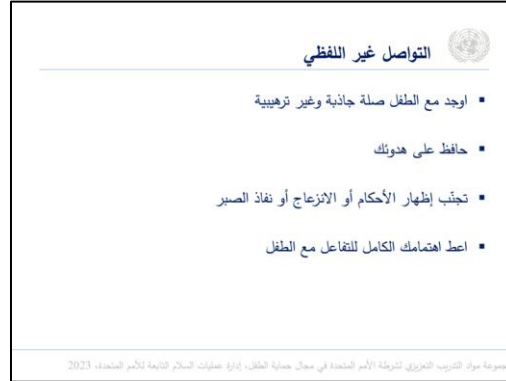 التواصل غير اللفظي
اوجد مع الطفل صلة جاذبة وغير ترهيبية
حافظ على هدوئك
تجنّب إظهار الأحكام أو الانزعاج أو نفاذ الصبر
اعط اهتمامك الكامل للتفاعل مع الطفل
جموعة مواد التدريب التعزيزي لشرطة الأمم المتحدة في مجال حماية الطفل، إدارة عمليات السلام التابعة للأمم المتحدة، 2023